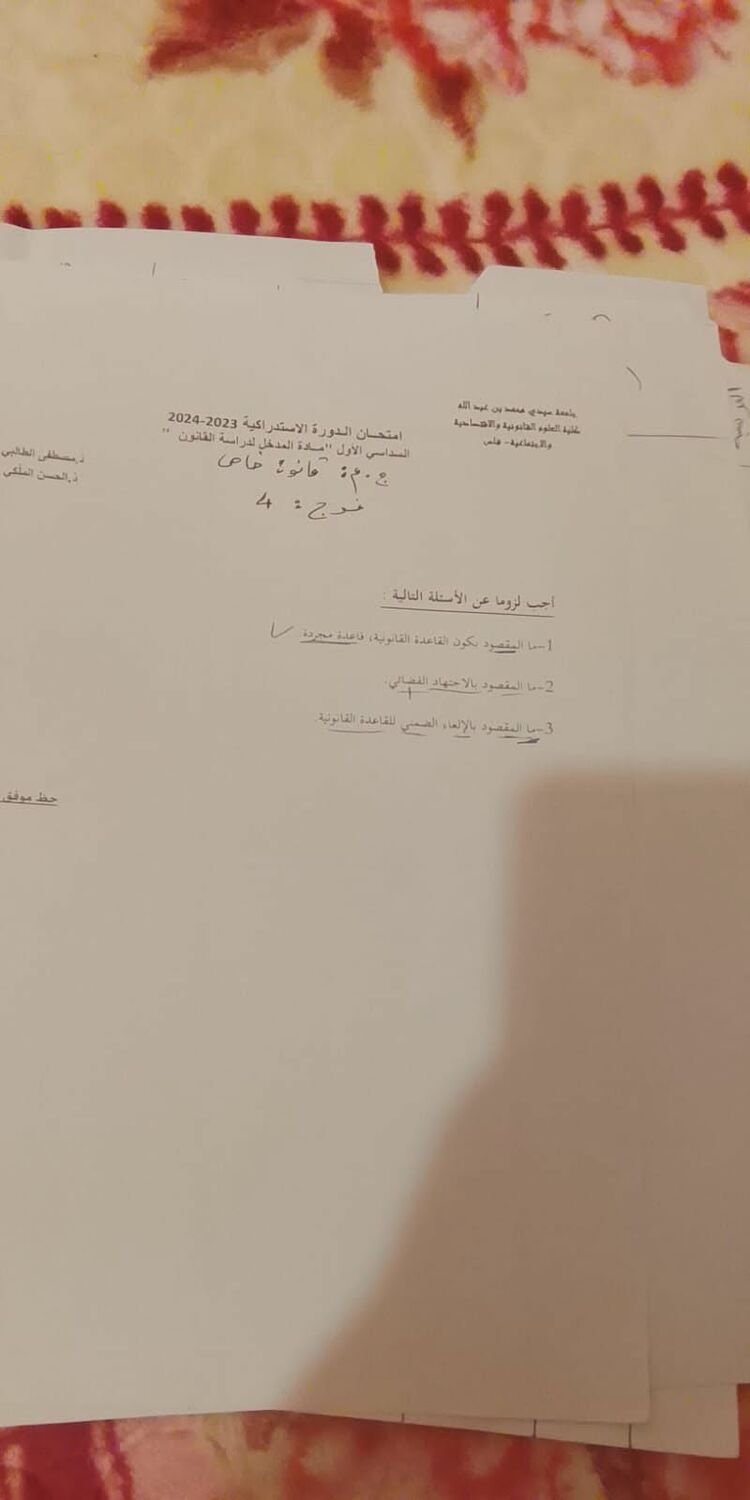 جامعة سيدي محمد بن عبد الله
كلية العلوم القانونية والاقتصادية
والاجتماعية - فاس
امتحان الدورة الاستدراكية 2023-2024
السداسي الأول "مادة المدخل لدراسة القانون "
ج.م: قانون خاص
فوج: 4
ذ.مصطفى الطالبي
ذ.الحسن الملكي
أجب لزوما عن الأسئلة التالية :
1-ما المقصود بكون القاعدة القانونية، قاعدة مجردة
2-ما المقصود بالاجتهاد القضائي.
3-ما المقصود بالإلغاء الضمني للقاعدة القانونية.
حظ موفق